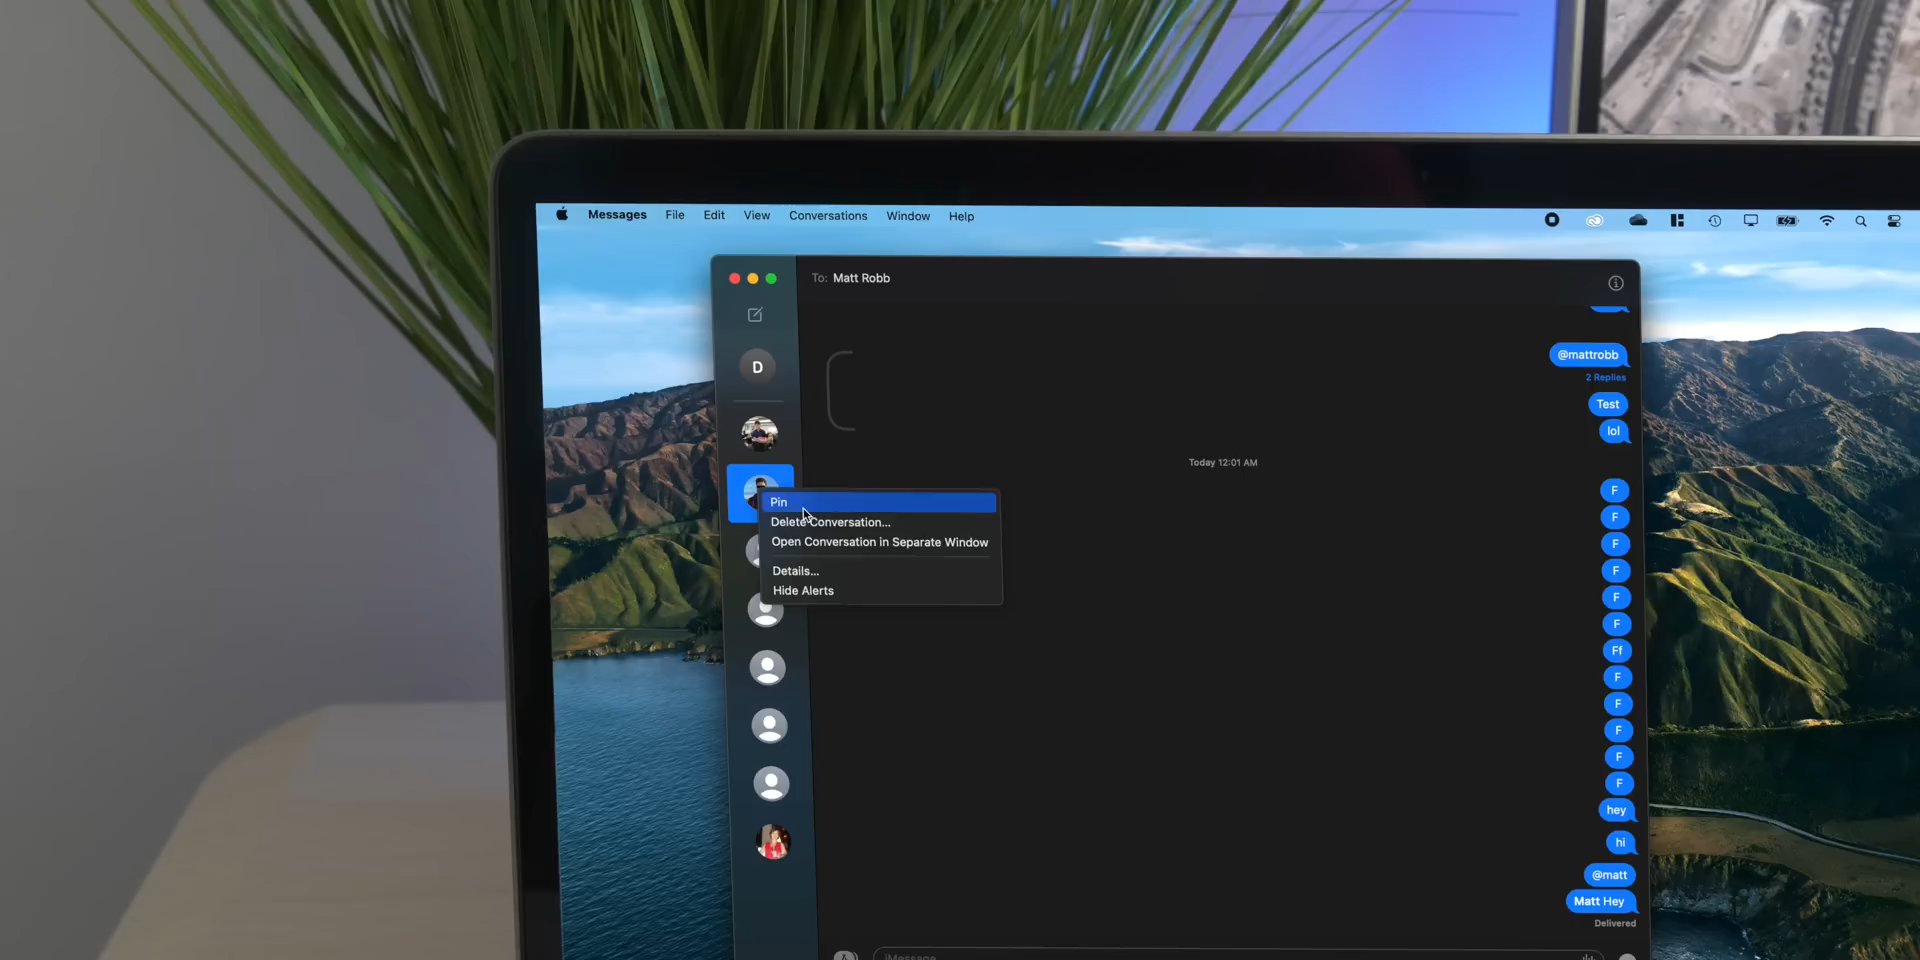 Messages File Edit View Conversations Window Help
To: Matt Robb
D
@mattrobb
2 Replies
Test
lol
Today 12:01 AM
F
Pin
Delete Conversation...
Open Conversation in Separate Window
Details...
Hide Alerts
F
F
F
F
F
Ff
F
F
F
F
F
hey
hi
@matt
Matt Hey
Delivered
iMessage